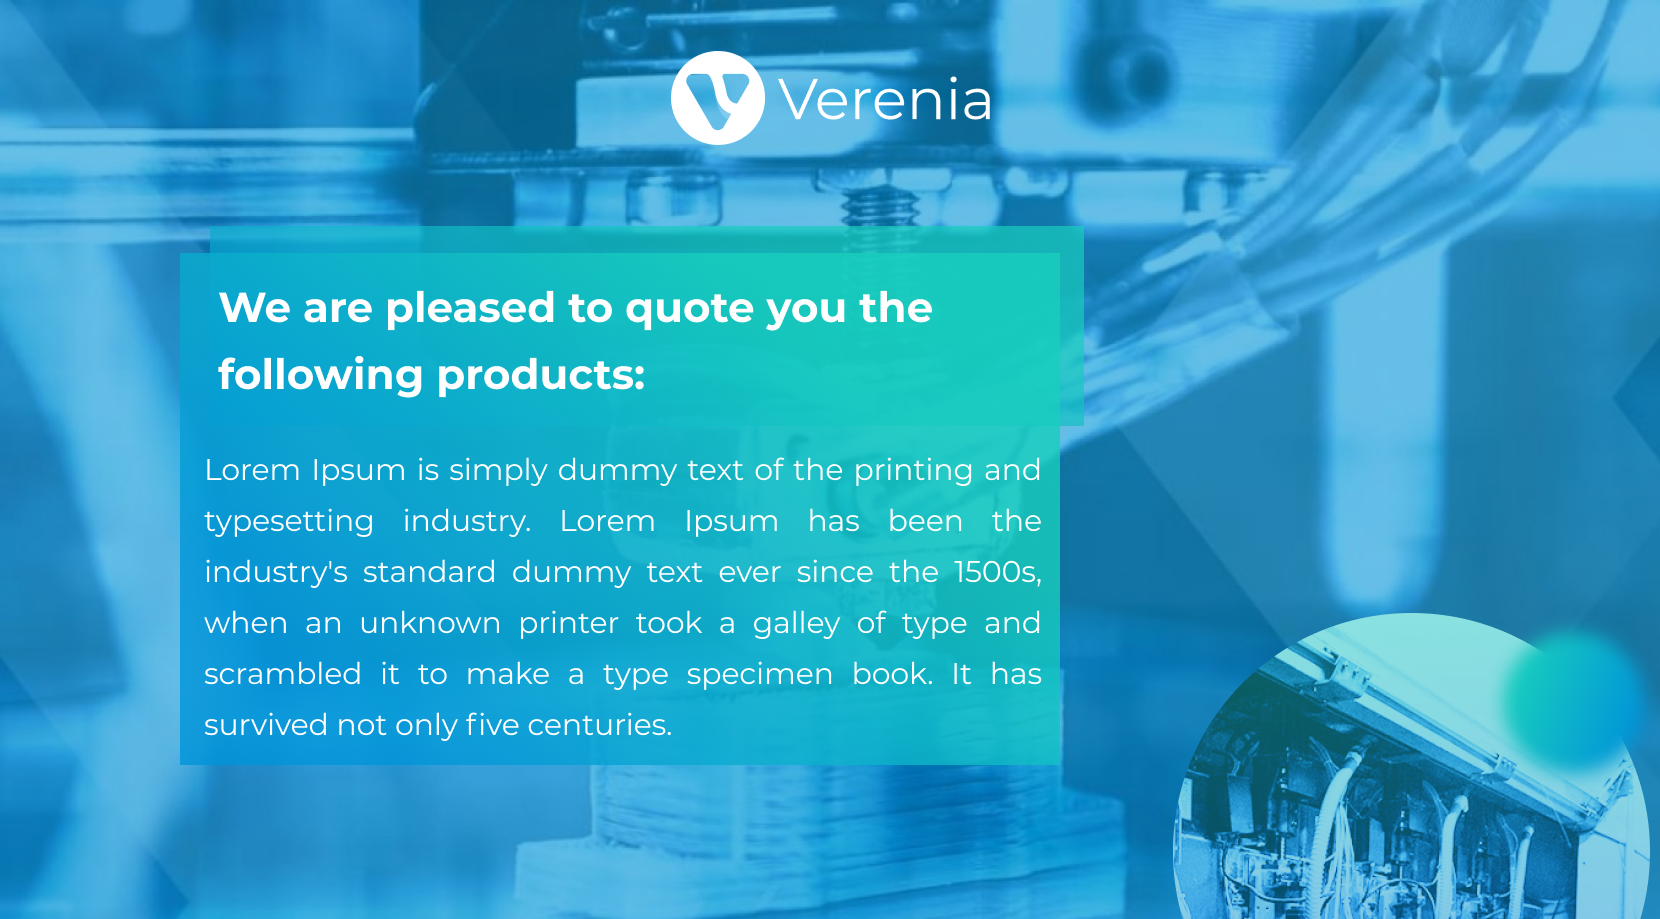 Verenia
We are pleased to quote you the
following products:
Lorem Ipsum is simply dummy text of the printing and
typesetting industry. Lorem Ipsum has been the
industry's standard dummy text ever since the 1500s,
when an unknown printer took a galley of type and
scrambled it to make a type specimen book. It has
survived not only five centuries.